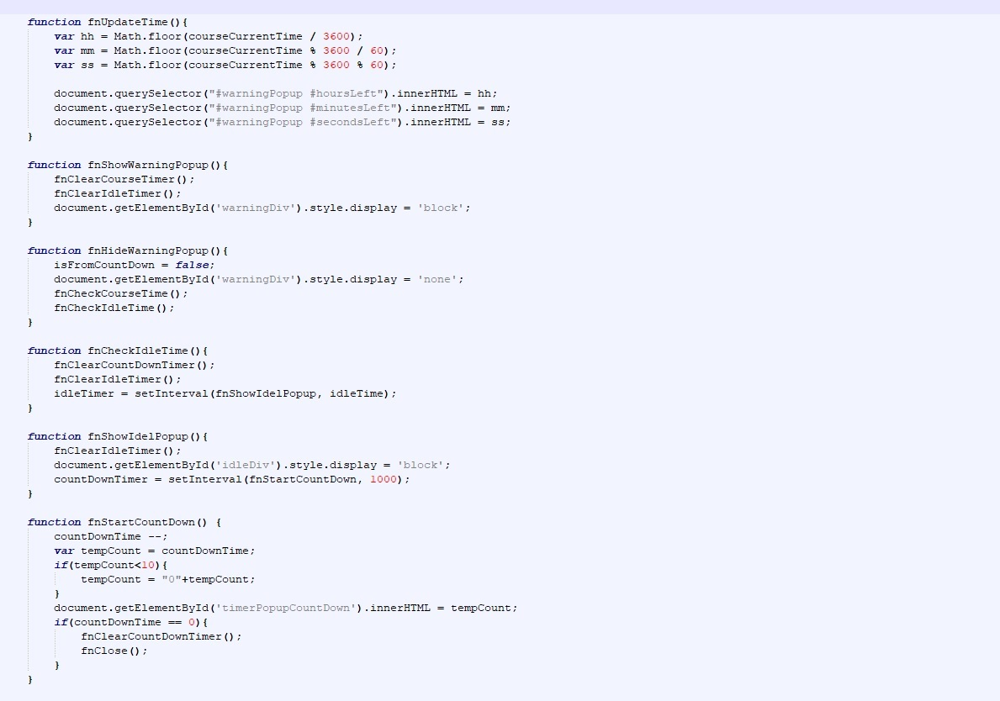 function fnUpdateTime(){
    var hh = Math.floor(courseCurrentTime / 3600);
    var mm = Math.floor(courseCurrentTime % 3600 / 60);
    var ss = Math.floor(courseCurrentTime % 3600 % 60);

    document.querySelector("#warningPopup #hoursLeft").innerHTML = hh;
    document.querySelector("#warningPopup #minutesLeft").innerHTML = mm;
    document.querySelector("#warningPopup #secondsLeft").innerHTML = ss;
}

function fnShowWarningPopup(){
    fnClearCourseTimer();
    fnClearIdleTimer();
    document.getElementById('warningDiv').style.display = 'block';
}

function fnHideWarningPopup(){
    isFromCountDown = false;
    document.getElementById('warningDiv').style.display = 'none';
    fnCheckCourseTime();
    fnCheckIdleTime();
}

function fnCheckIdleTime(){
    fnClearCountDownTimer();
    fnClearIdleTimer();
    idleTimer = setInterval(fnShowIdelPopup, idleTime);
}

function fnShowIdelPopup(){
    fnClearIdleTimer();
    document.getElementById('idleDiv').style.display = 'block';
    countDownTimer = setInterval(fnStartCountDown, 1000);
}

function fnStartCountDown() {
    countDownTime --;
    var tempCount = countDownTime;
    if(tempCount<10){
        tempCount = "0"+tempCount;
    }
    document.getElementById('timerPopupCountDown').innerHTML = tempCount;
    if(countDownTime == 0){
        fnClearCountDownTimer();
        fnClose();
    }
}